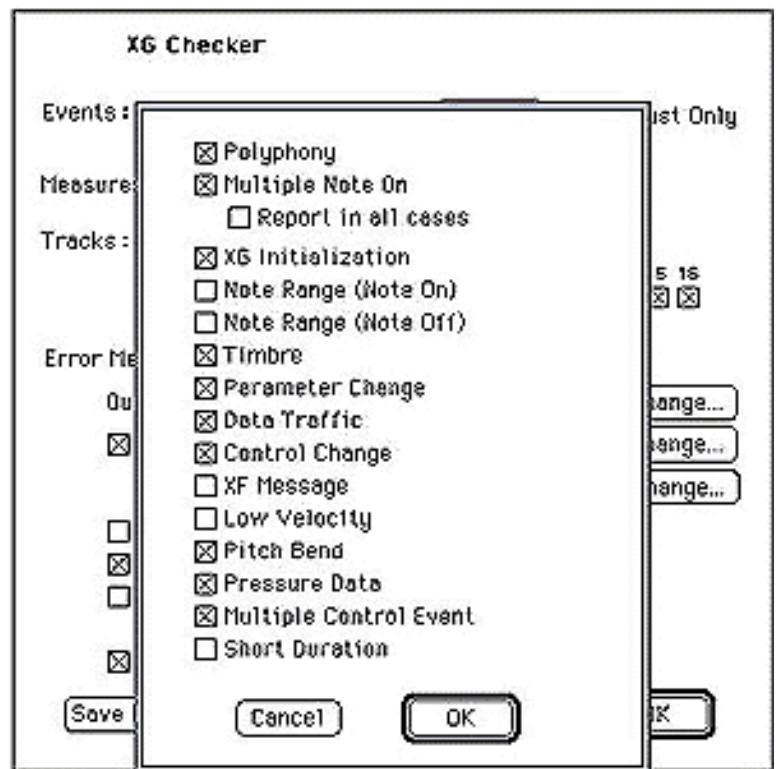 XG Checker
Events:
ust Only
Polyphony
Multiple Note On
Measure
Report in all cases
Tracks:
XG Initialization
5 16
Note Range (Note On)
Note Range (Note Off)
Error Me
Timbre
Parameter Change
Ou
ange...
Data Traffic
Control Change
ange...
XF Message
ange...
Low Velocity
Pitch Bend
Pressure Data
Multiple Control Event
Short Duration
Save
Cancel
OK
K